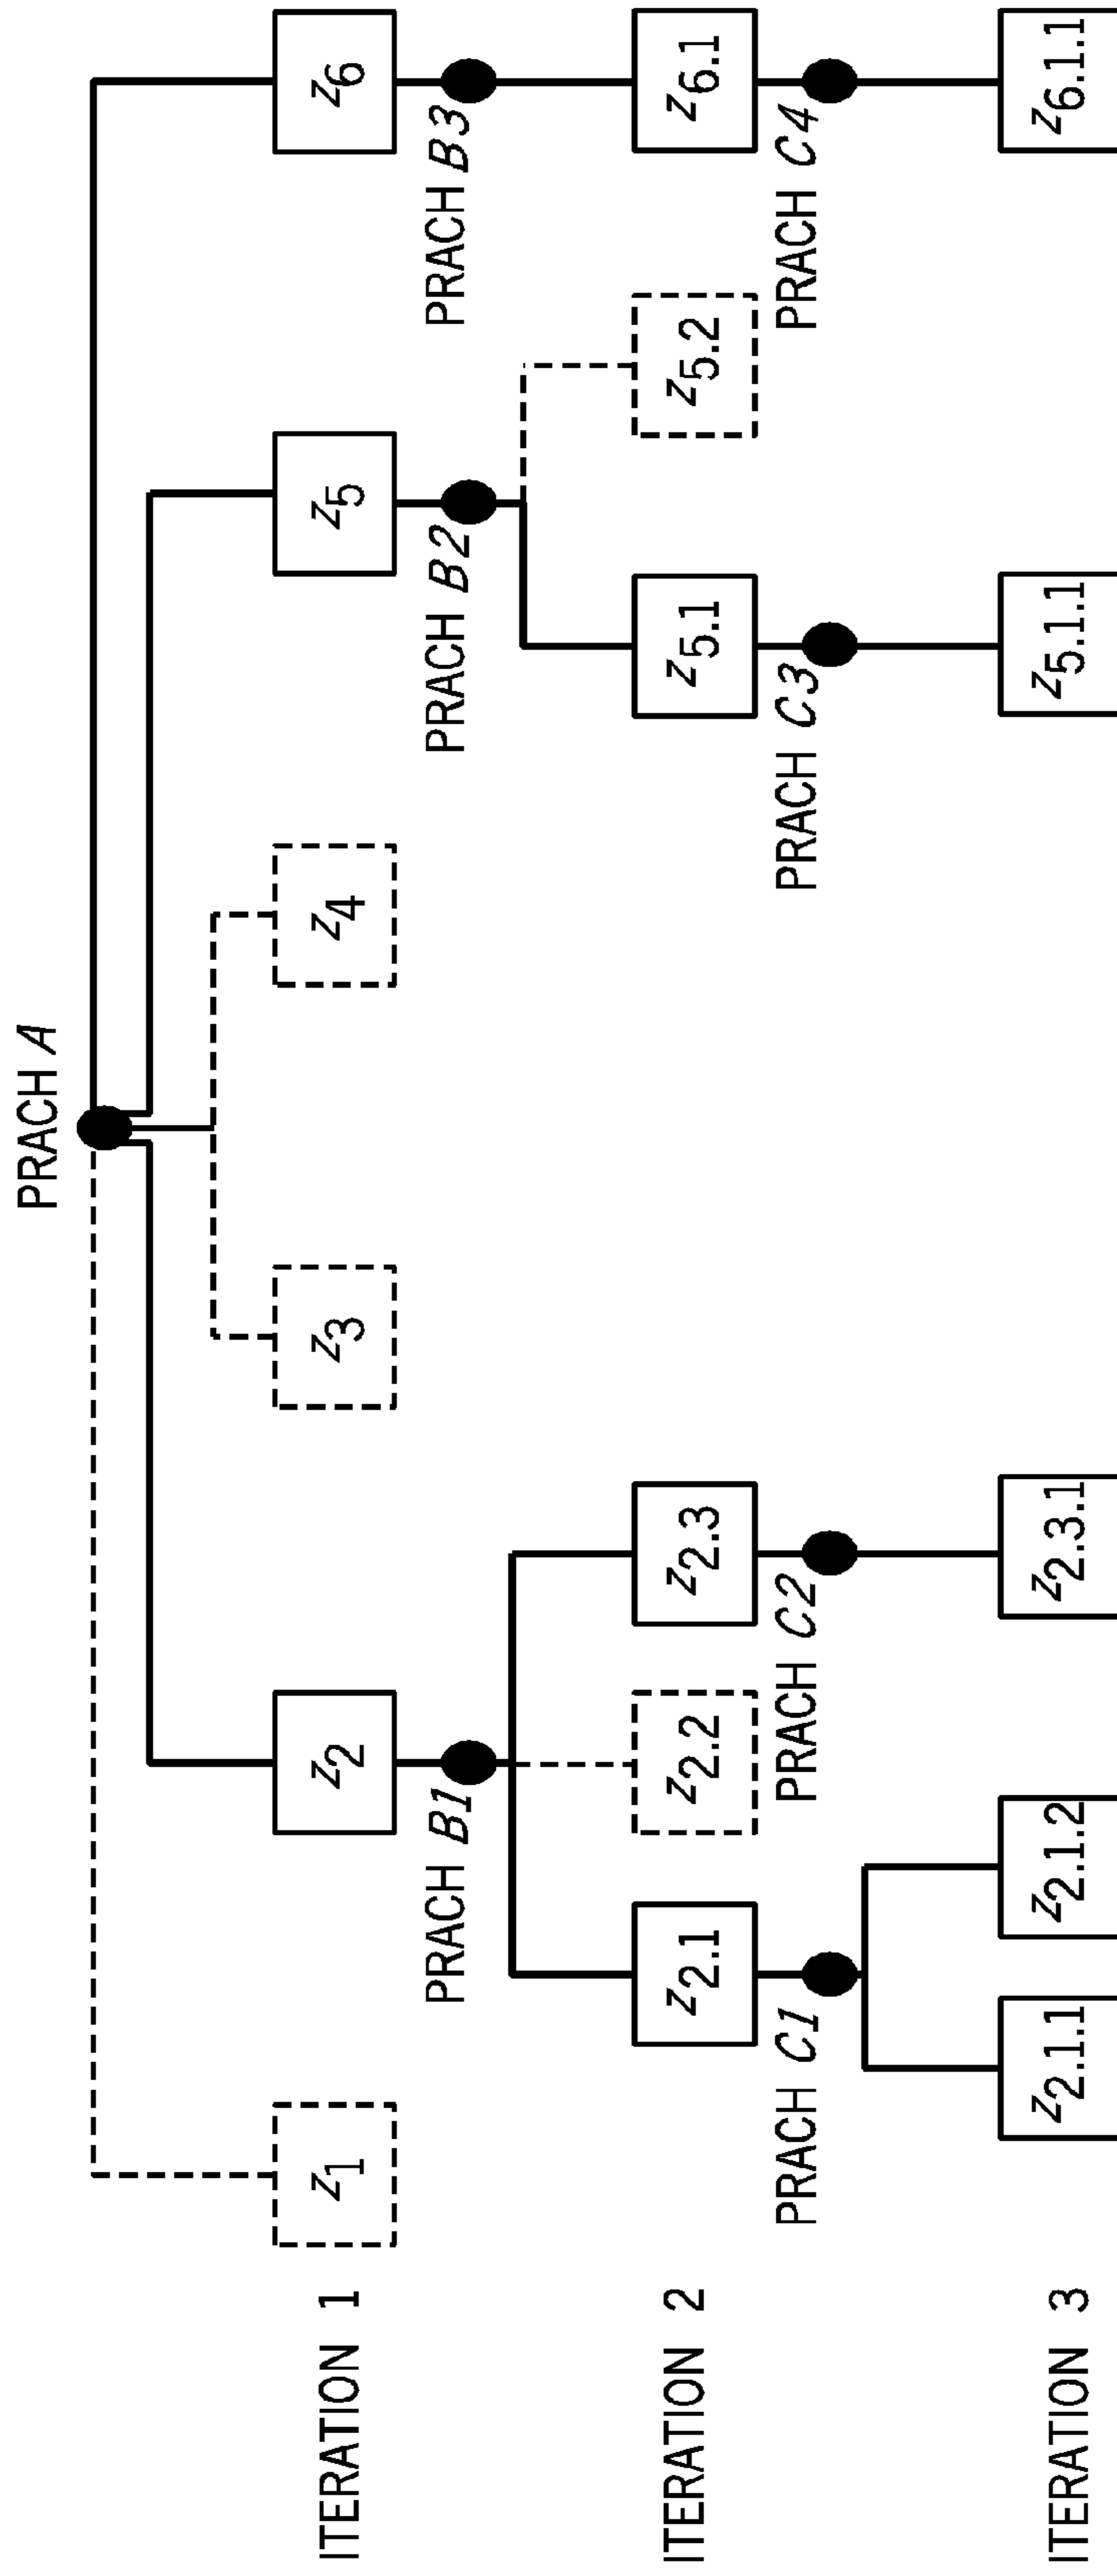 PRACH A
ITERATION 1
z1
z2
z3
z4
z5
z6
PRACH B1
PRACH B2
PRACH B3
ITERATION 2
z2.1
z2.2
z2.3
z5.1
z5.2
z6.1
PRACH C1
PRACH C2
PRACH C3
PRACH C4
ITERATION 3
z2.1.1
z2.1.2
z2.3.1
z5.1.1
z6.1.1